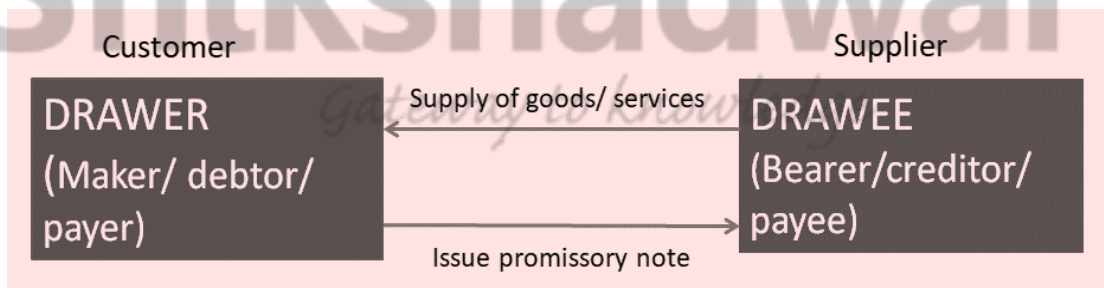 Shikshadwar
Customer
Supplier
Gateway to knowledge
Supply of goods/ services
DRAWER
(Maker/ debtor/
payer)
DRAWEE
(Bearer/creditor/
payee)
Issue promissory note